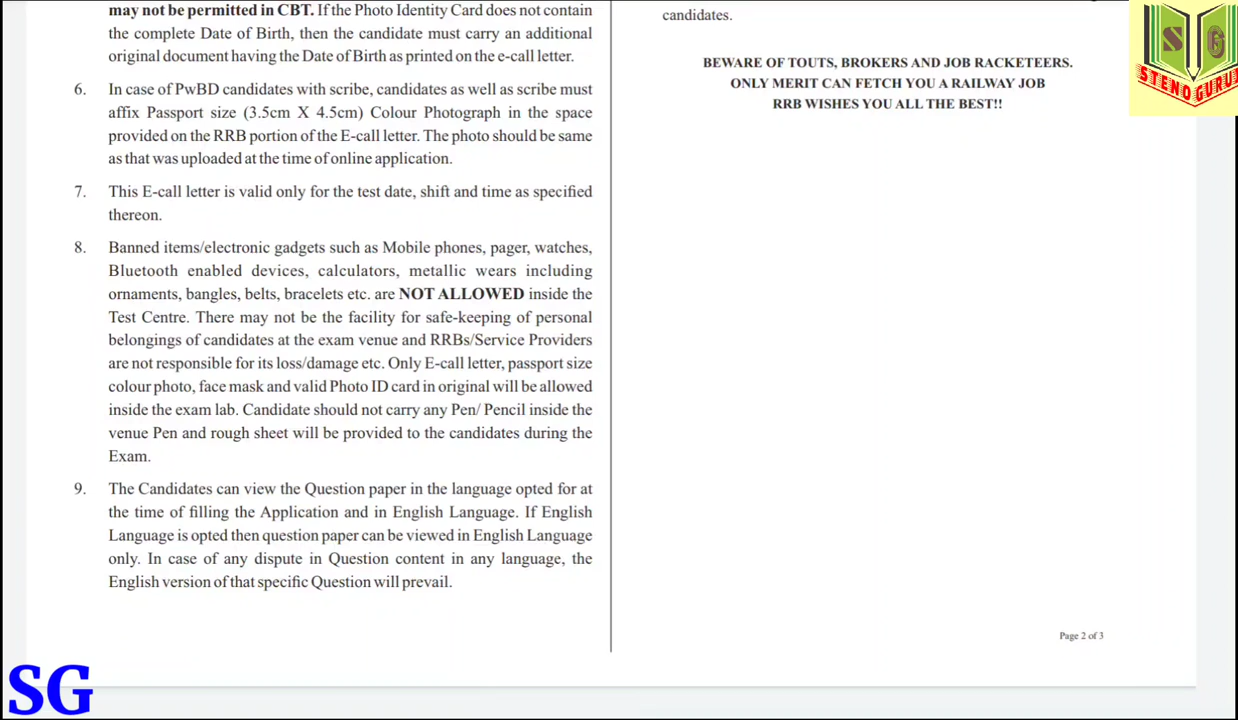 may not be permitted in CBT. If the Photo Identity Card does not contain
the complete Date of Birth, then the candidate must carry an additional
original document having the Date of Birth as printed on the e-call letter.
6. In case of PwBD candidates with scribe, candidates as well as scribe must
affix Passport size (3.5cm X 4.5cm) Colour Photograph in the space
provided on the RRB portion of the E-call letter. The photo should be same
as that was uploaded at the time of online application.
7. This E-call letter is valid only for the test date, shift and time as specified
thereon.
8. Banned items/electronic gadgets such as Mobile phones, pager, watches,
Bluetooth enabled devices, calculators, metallic wears including
ornaments, bangles, belts, bracelets etc. are NOT ALLOWED inside the
Test Centre. There may not be the facility for safe-keeping of personal
belongings of candidates at the exam venue and RRBs/Service Providers
are not responsible for its loss/damage etc. Only E-call letter, passport size
colour photo, face mask and valid Photo ID card in original will be allowed
inside the exam lab. Candidate should not carry any Pen/ Pencil inside the
venue Pen and rough sheet will be provided to the candidates during the
Exam.
9. The Candidates can view the Question paper in the language opted for at
the time of filling the Application and in English Language. If English
Language is opted then question paper can be viewed in English Language
only. In case of any dispute in Question content in any language, the
English version of that specific Question will prevail.
candidates.
BEWARE OF TOUTS, BROKERS AND JOB RACKETEERS.
ONLY MERIT CAN FETCH YOU A RAILWAY JOB
RRB WISHES YOU ALL THE BEST!!
Page 2 of 3
S G
STENO GURUS
SG